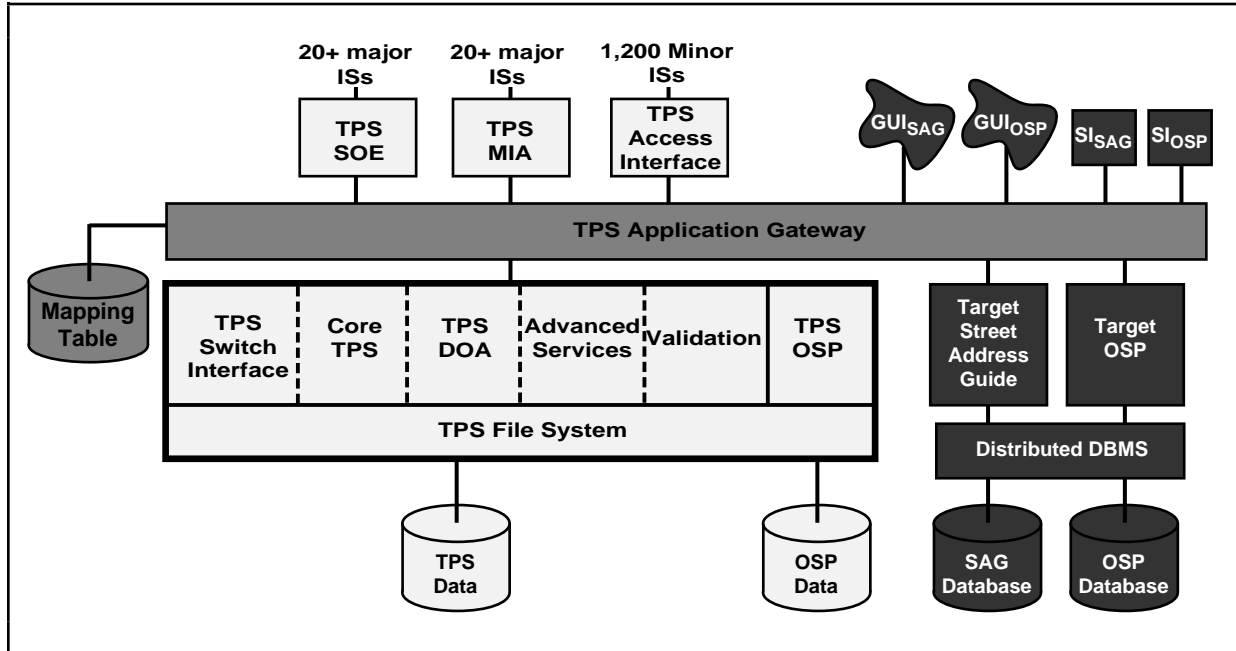 20+ major
ISs
20+ major
ISs
1,200 Minor
ISs
TPS
SOE
TPS
MIA
TPS
Access
Interface
GUISAG
GUIOSP
SISAG
SIOSP
TPS Application Gateway
Mapping
Table
TPS
Switch
Interface
Core
TPS
TPS
DOA
Advanced
Services
Validation
TPS
OSP
Target
Street
Address
Guide
Target
OSP
TPS File System
Distributed DBMS
TPS
Data
OSP
Data
SAG
Database
OSP
Database